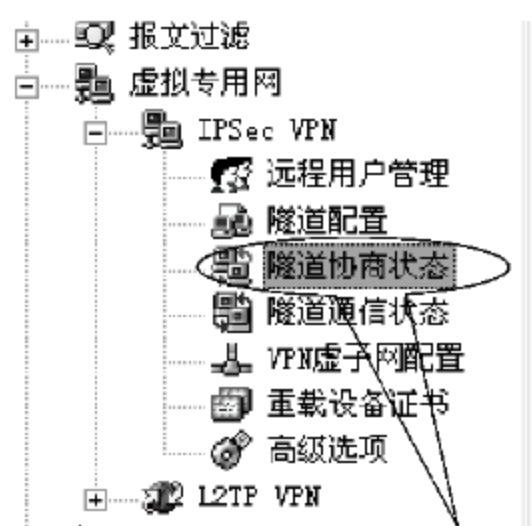 报文过滤
虚拟专用网
IPSec VPN
远程用户管理
隧道配置
隧道协商状态
隧道通信状态
VPN虚子网配置
重载设备证书
高级选项
L2TP VPN